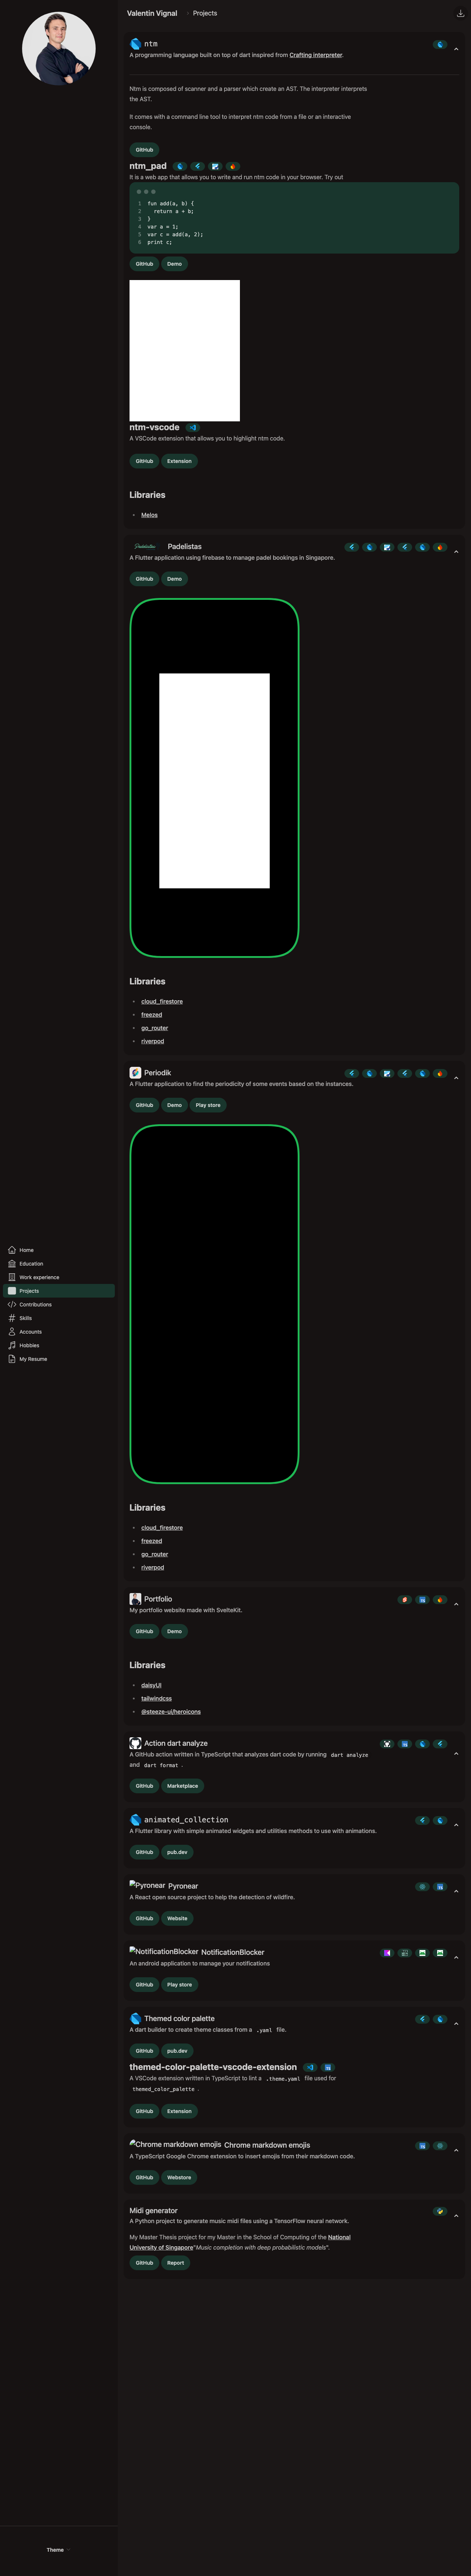 Valentin Vignal
Projects
ntm
A programming language built on top of dart inspired from Crafting interpreter.
Ntm is composed of scanner and a parser which create an AST. The interpreter interprets
the AST.
It comes with a command line tool to interpret ntm code from a file or an interactive
console.
GitHub
ntm_pad
It is a web app that allows you to write and run ntm code in your browser. Try out
1 fun add(a, b) {
2 return a + b;
3 }
4 var a = 1;
5 var c = add(a, 2);
6 print c;
GitHub Demo
ntm-vscode
A VSCode extension that allows you to highlight ntm code.
GitHub Extension
Libraries
Melos
Padelistas
A Flutter application using firebase to manage padel bookings in Singapore.
GitHub Demo
Libraries
cloud_firestore
freezed
go_router
riverpod
Periodik
A Flutter application to find the periodicity of some events based on the instances.
GitHub Demo Play store
Home
Education
Work experience
Projects
Contributions
Skills
Accounts
Hobbies
My Resume
Libraries
cloud_firestore
freezed
go_router
riverpod
Portfolio
My portfolio website made with SvelteKit.
GitHub Demo
Libraries
daisyUI
tailwindcss
@steeze-ui/heroicons
Action dart analyze
A GitHub action written in TypeScript that analyzes dart code by running dart analyze
and dart format .
GitHub Marketplace
animated_collection
A Flutter library with simple animated widgets and utilities methods to use with animations.
GitHub pub.dev
Pyronear Pyronear
A React open source project to help the detection of wildfire.
GitHub Website
NotificationBlocker NotificationBlocker
An android application to manage your notifications
GitHub Play store
Themed color palette
A dart builder to create theme classes from a .yaml file.
GitHub pub.dev
themed-color-palette-vscode-extension
A VSCode extension written in TypeScript to lint a .theme.yaml file used for
themed_color_palette .
GitHub Extension
Chrome markdown emojis Chrome markdown emojis
A TypeScript Google Chrome extension to insert emojis from their markdown code.
GitHub Webstore
Midi generator
A Python project to generate music midi files using a TensorFlow neural network.
My Master Thesis project for my Master in the School of Computing of the National
University of Singapore"Music completion with deep probabilistic models".
GitHub Report
Theme